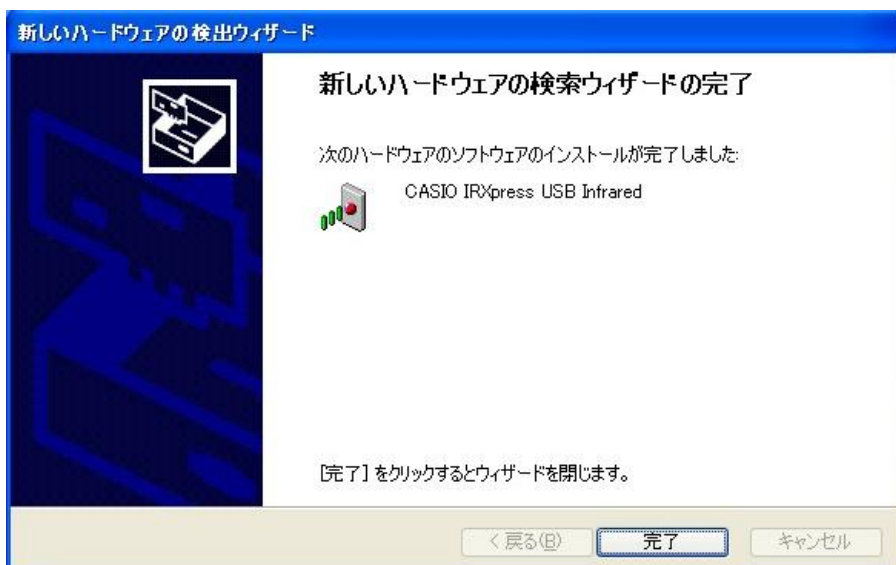 新しいハードウェアの検出ウィザード
新しいハードウェアの検索ウィザードの完了
次のハードウェアのソフトウェアのインストールが完了しました:
CASIO IRXpress USB Infrared
[完了] をクリックするとウィザードを閉じます。
< 戻る(B) 完了 キャンセル